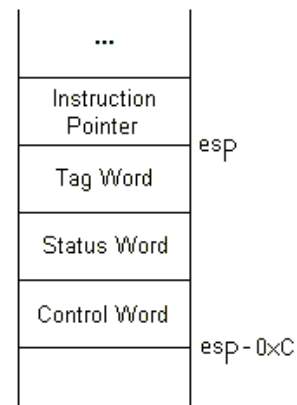 ...
Instruction
Pointer
esp
Tag Word
Status Word
Control Word
esp-0xC